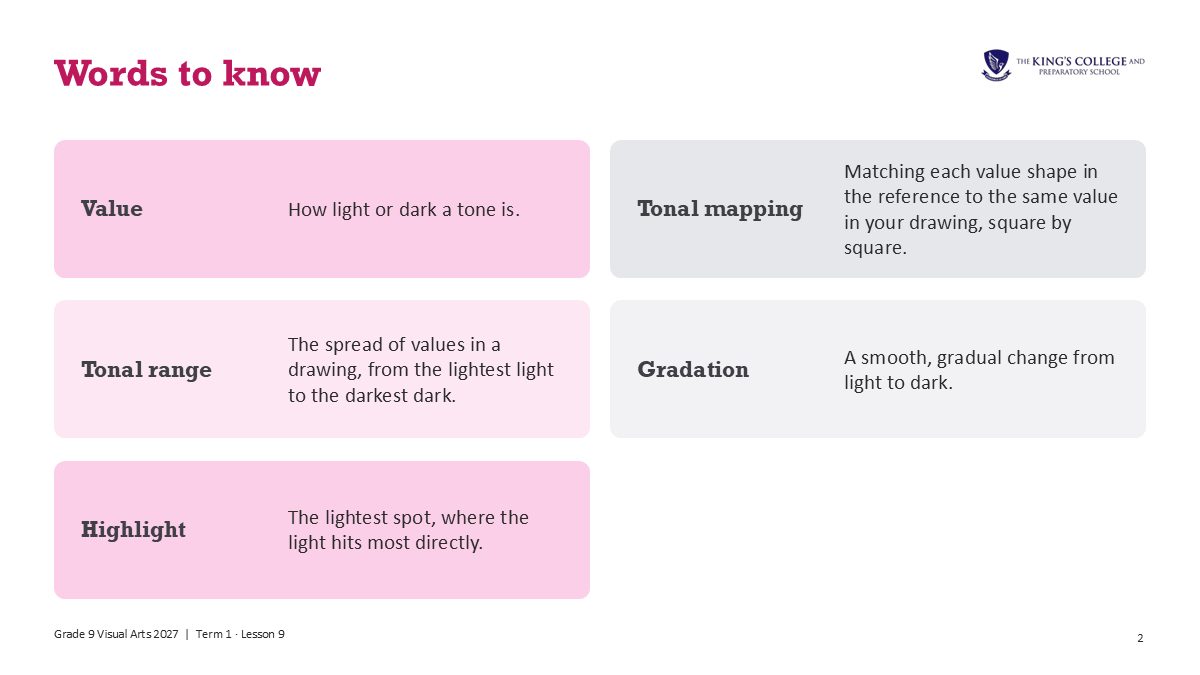 Words to know
THE KING'S COLLEGE AND
PREPARATORY SCHOOL
Value
How light or dark a tone is.
Tonal range
The spread of values in a
drawing, from the lightest light
to the darkest dark.
Highlight
The lightest spot, where the
light hits most directly.
Tonal mapping
Matching each value shape in
the reference to the same value
in your drawing, square by
square.
Gradation
A smooth, gradual change from
light to dark.
Grade 9 Visual Arts 2027 | Term 1 · Lesson 9
2